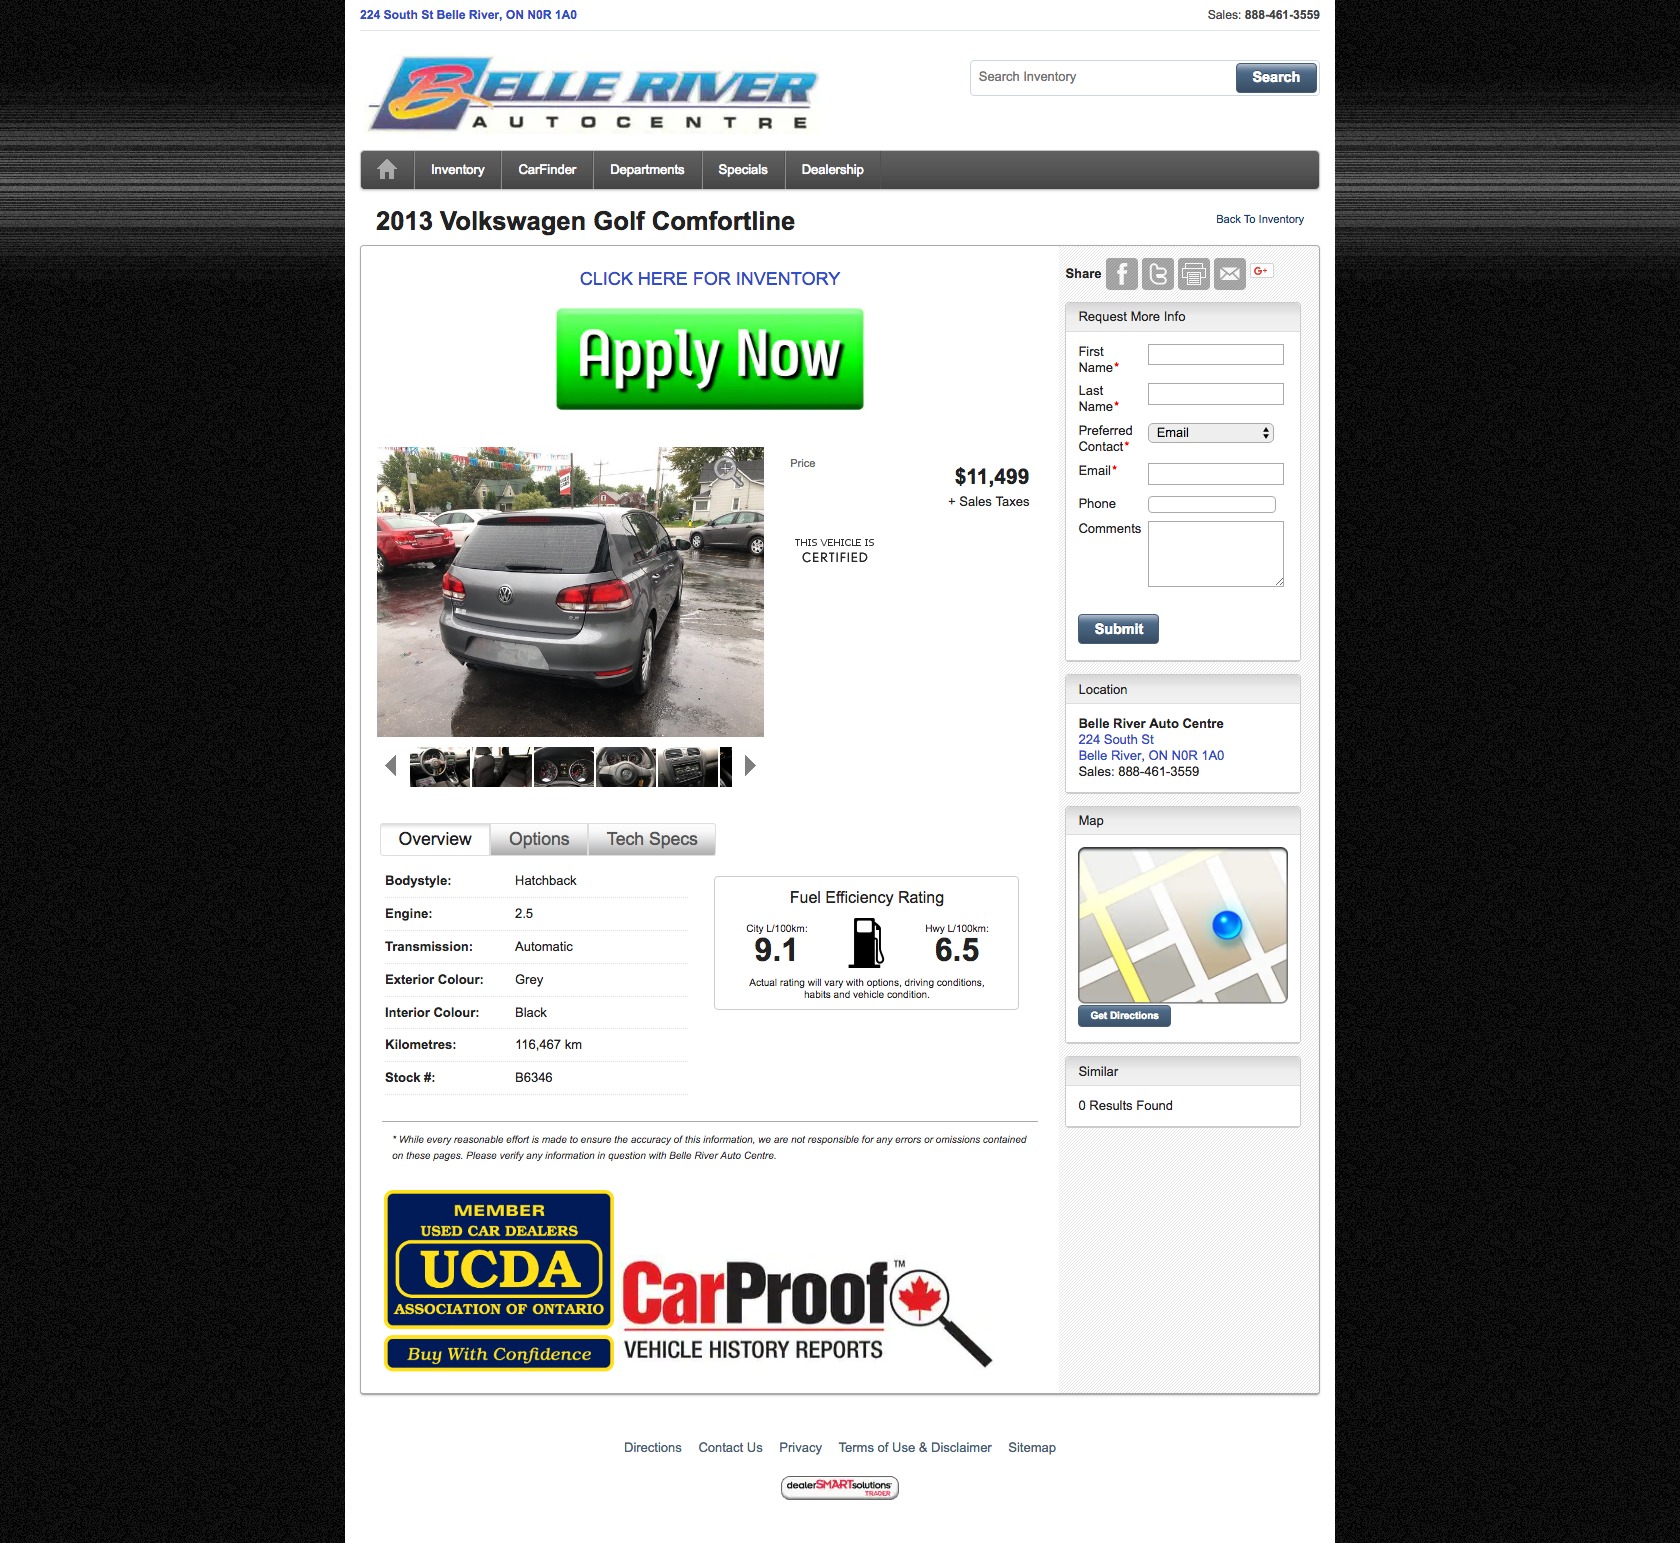 224 South St Belle River, ON N0R 1A0
Sales: 888-461-3559
BELLE RIVER
AUTOCENTRE
Search Inventory
Search
Inventory
CarFinder
Departments
Specials
Dealership
2013 Volkswagen Golf Comfortline
Back To Inventory
CLICK HERE FOR INVENTORY
Apply Now
Price
$11,499
+ Sales Taxes
THIS VEHICLE IS
CERTIFIED
Overview
Options
Tech Specs
Bodystyle: Hatchback
Engine: 2.5
Transmission: Automatic
Exterior Colour: Grey
Interior Colour: Black
Kilometres: 116,467 km
Stock #: B6346
Fuel Efficiency Rating
City L/100km:
9.1
Hwy L/100km:
6.5
Actual rating will vary with options, driving conditions,
habits and vehicle condition.
* While every reasonable effort is made to ensure the accuracy of this information, we are not responsible for any errors or omissions contained
on these pages. Please verify any information in question with Belle River Auto Centre.
MEMBER
USED CAR DEALERS
UCDA
ASSOCIATION OF ONTARIO
Buy With Confidence
CarProof™
VEHICLE HISTORY REPORTS
Share
G+
Request More Info
First
Name*
Last
Name*
Preferred
Contact*
Email
Email*
Phone
Comments
Submit
Location
Belle River Auto Centre
224 South St
Belle River, ON N0R 1A0
Sales: 888-461-3559
Map
Get Directions
Similar
0 Results Found
Directions
Contact Us
Privacy
Terms of Use & Disclaimer
Sitemap
dealerSMARTsolutions
TRADER